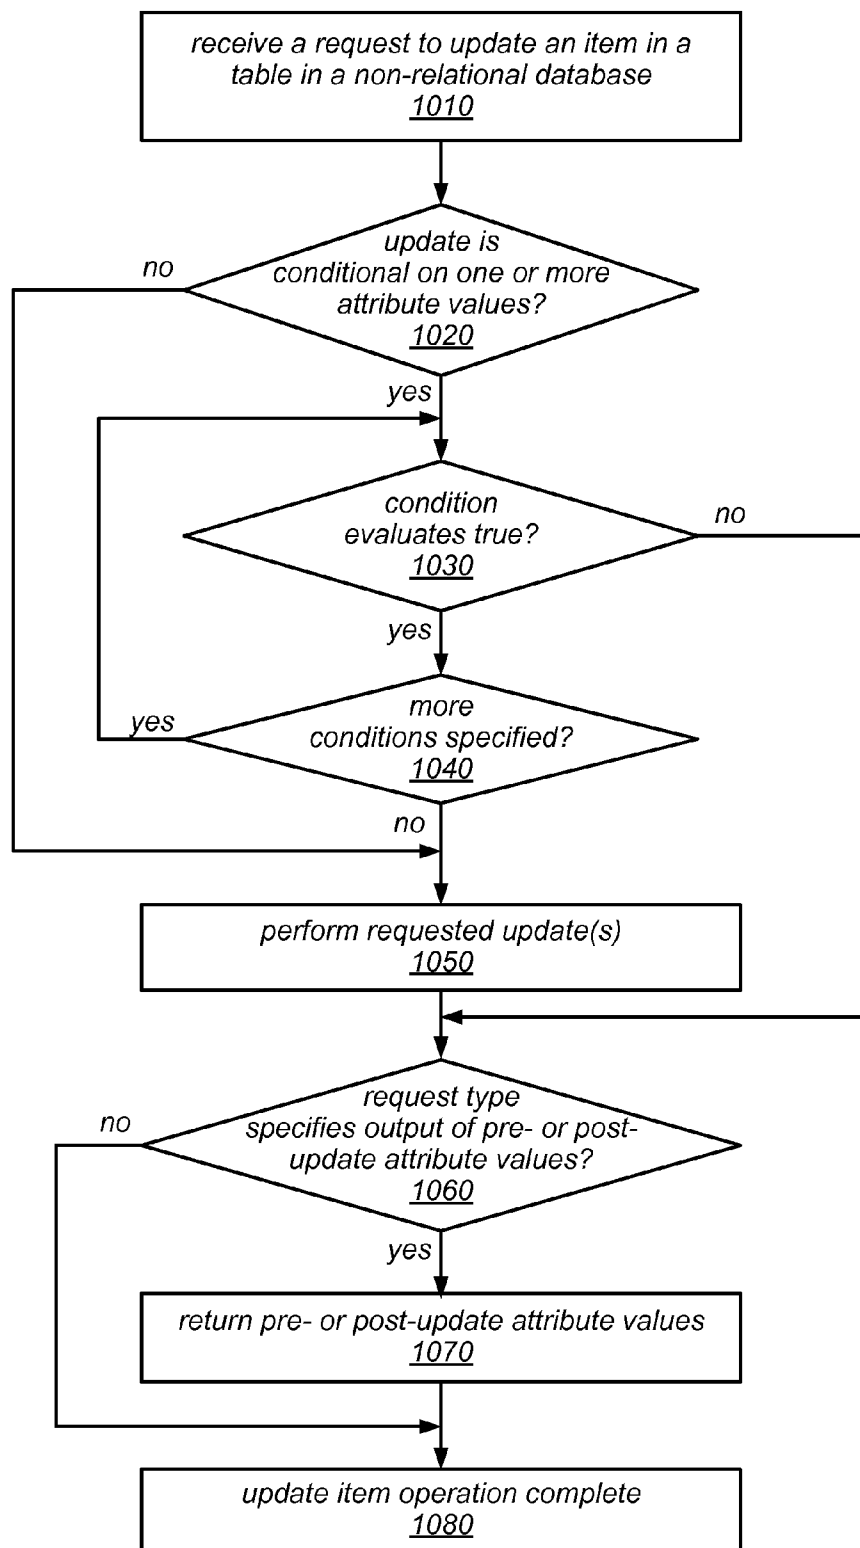 receive a request to update an item in a
table in a non-relational database
1010
update is
conditional on one or more
attribute values?
1020
no
yes
condition
evaluates true?
1030
no
yes
more
conditions specified?
1040
yes
no
perform requested update(s)
1050
request type
specifies output of pre- or post-
update attribute values?
1060
no
yes
return pre- or post-update attribute values
1070
update item operation complete
1080